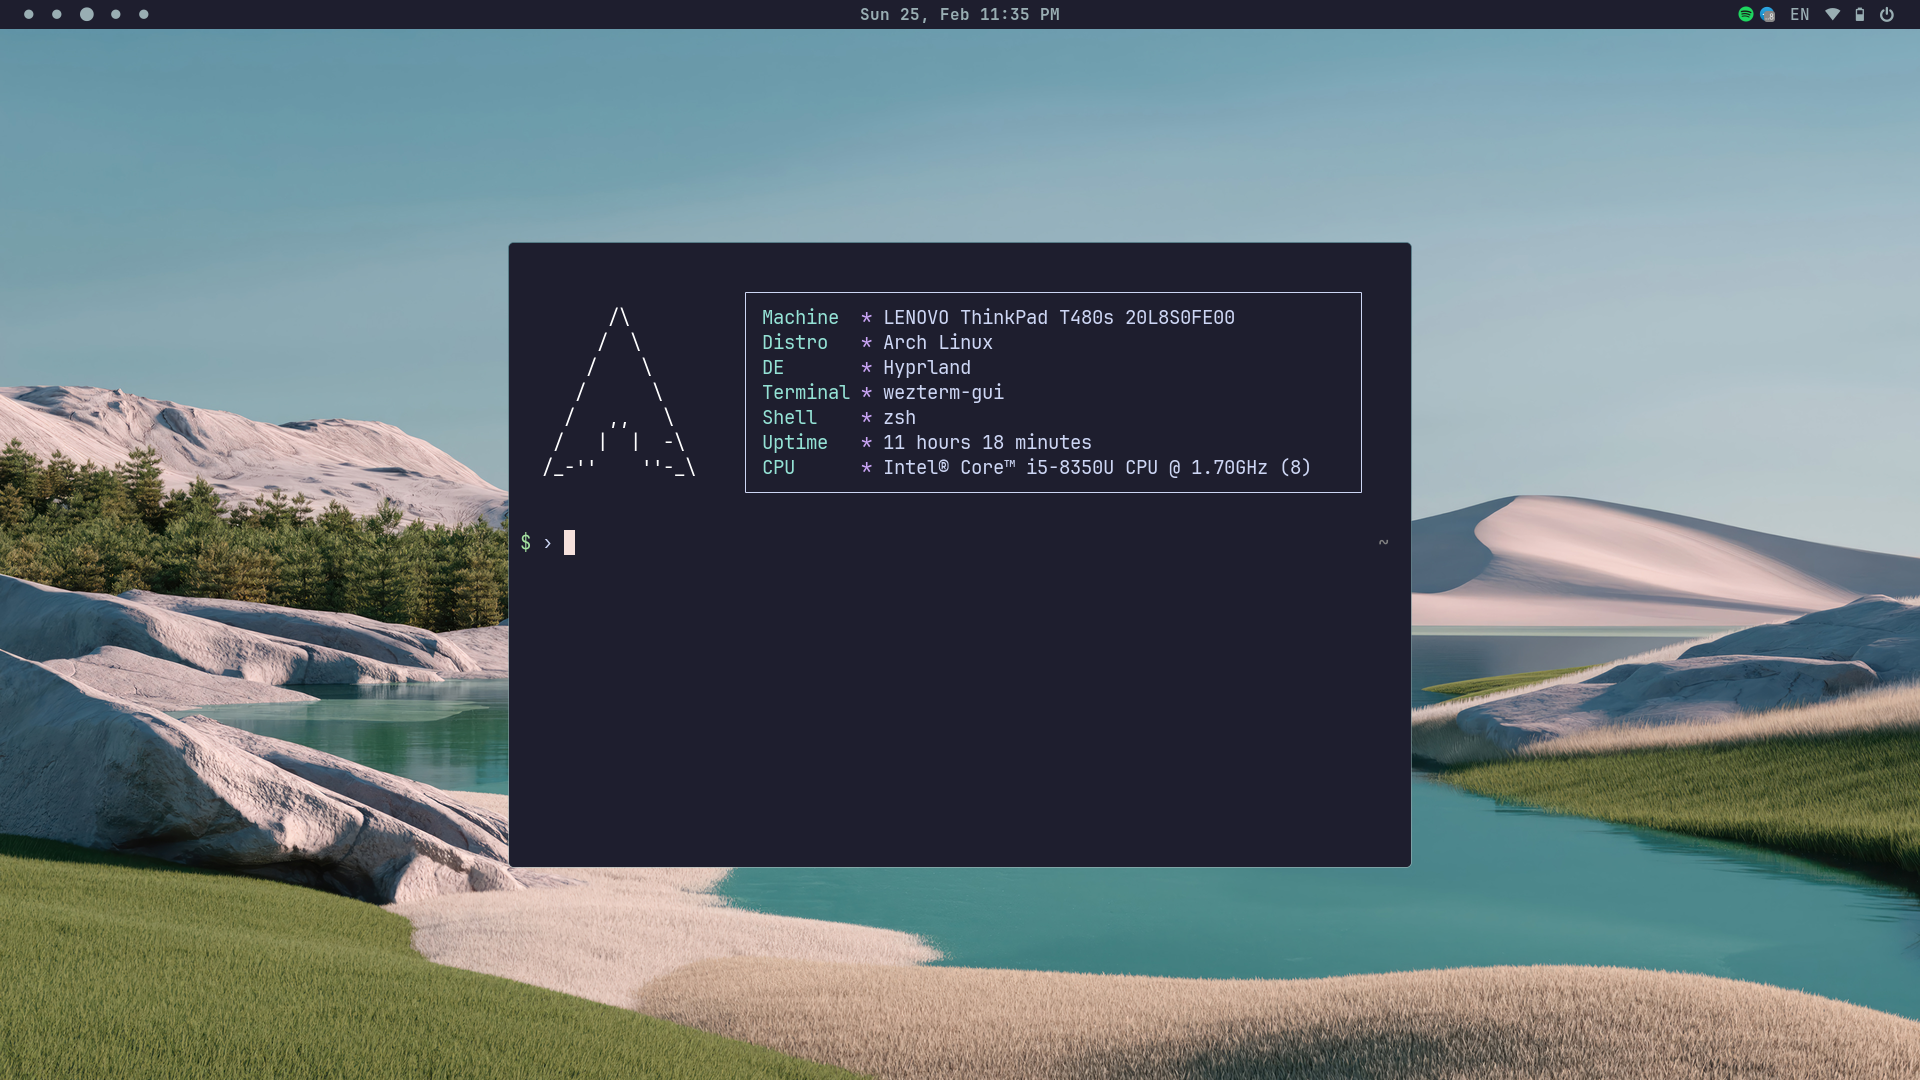 Sun 25, Feb 11:35 PM
EN
Machine * LENOVO ThinkPad T480s 20L8S0FE00
Distro * Arch Linux
DE * Hyprland
Terminal * wezterm-gui
Shell * zsh
Uptime * 11 hours 18 minutes
CPU * Intel® Core™ i5-8350U CPU @ 1.70GHz (8)
$ › ~